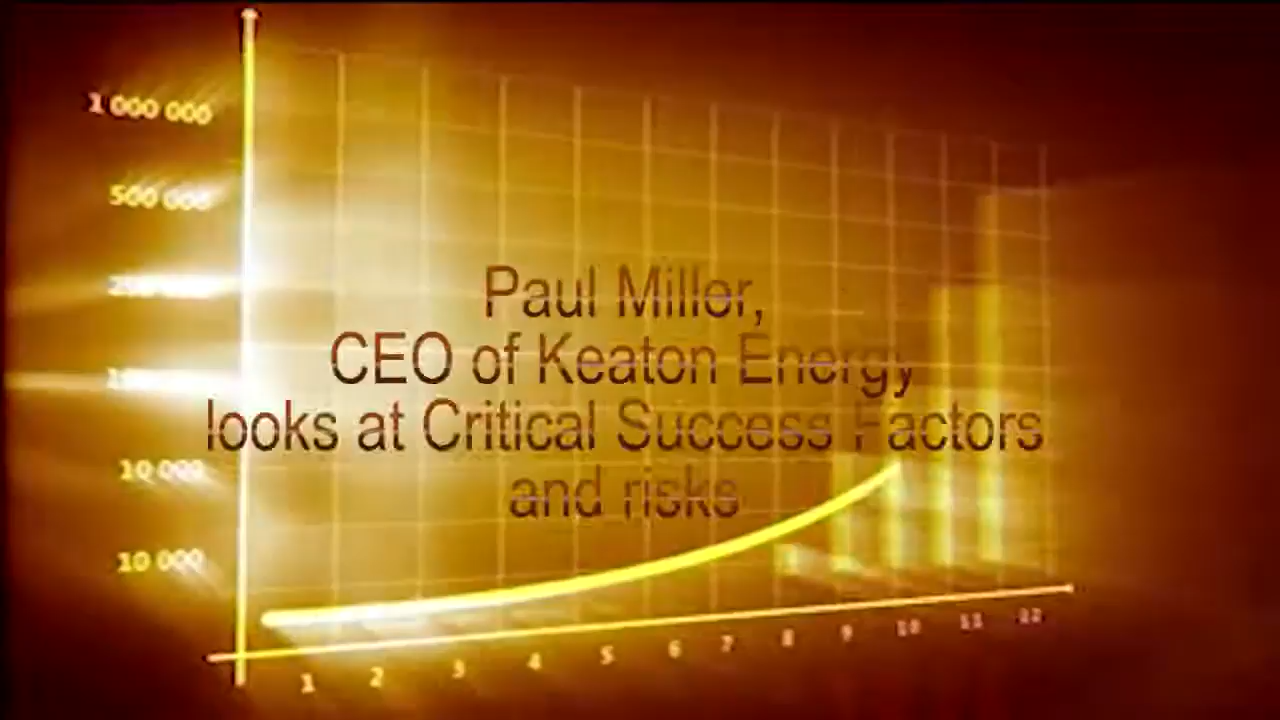 1 000 000
500 000
Paul Miller,
CEO of Keaton Energy
looks at Critical Success Factors
and risks
10 000
10 000
1 2 3 4 5 6 7 8 9 10 11 12